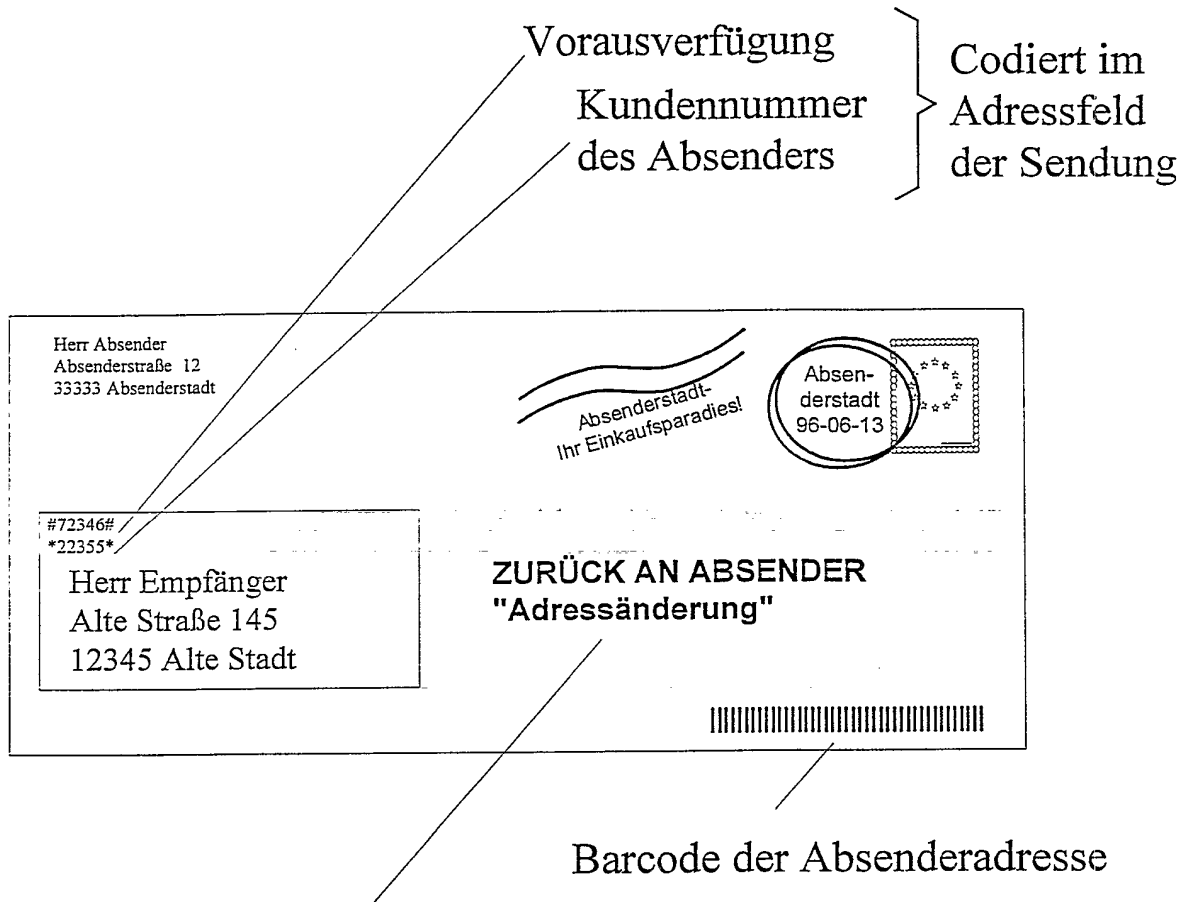 Vorausverfügung
Kundennummer
des Absenders
Codiert im
Adressfeld
der Sendung
Herr Absender
Absenderstraße 12
33333 Absenderstadt
Absenderstadt-
Ihr Einkaufsparadies!
Absen-
derstadt
96-06-13
#72346#
*22355*
Herr Empfänger
Alte Straße 145
12345 Alte Stadt
ZURÜCK AN ABSENDER
"Adressänderung"
Barcode der Absenderadresse